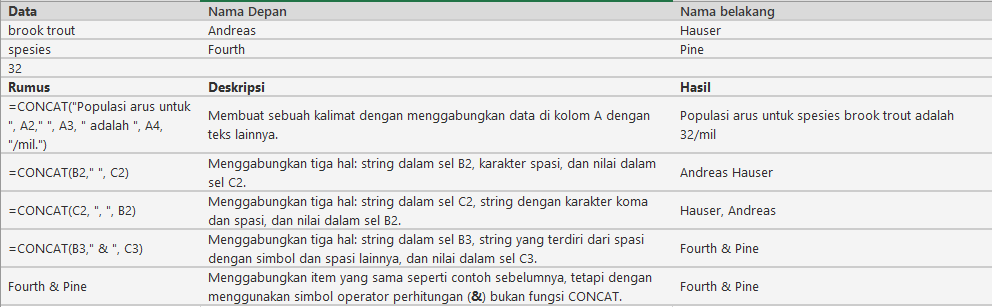 Data Nama Depan Nama belakang
brook trout Andreas Hauser
spesies Fourth Pine
32
Rumus Deskripsi Hasil
=CONCAT("Populasi arus untuk
", A2," ", A3, " adalah ", A4,
"/mil.")
Membuat sebuah kalimat dengan menggabungkan data di kolom A dengan
teks lainnya.
Populasi arus untuk spesies brook trout adalah
32/mil
=CONCAT(B2," ", C2)
Menggabungkan tiga hal: string dalam sel B2, karakter spasi, dan nilai dalam
sel C2.
Andreas Hauser
=CONCAT(C2, ", ", B2)
Menggabungkan tiga hal: string dalam sel C2, string dengan karakter koma
dan spasi, dan nilai dalam sel B2.
Hauser, Andreas
=CONCAT(B3," & ", C3)
Menggabungkan tiga hal: string dalam sel B3, string yang terdiri dari spasi
dengan simbol dan spasi lainnya, dan nilai dalam sel C3.
Fourth & Pine
Fourth & Pine
Menggabungkan item yang sama seperti contoh sebelumnya, tetapi dengan
menggunakan simbol operator perhitungan (&) bukan fungsi CONCAT.
Fourth & Pine